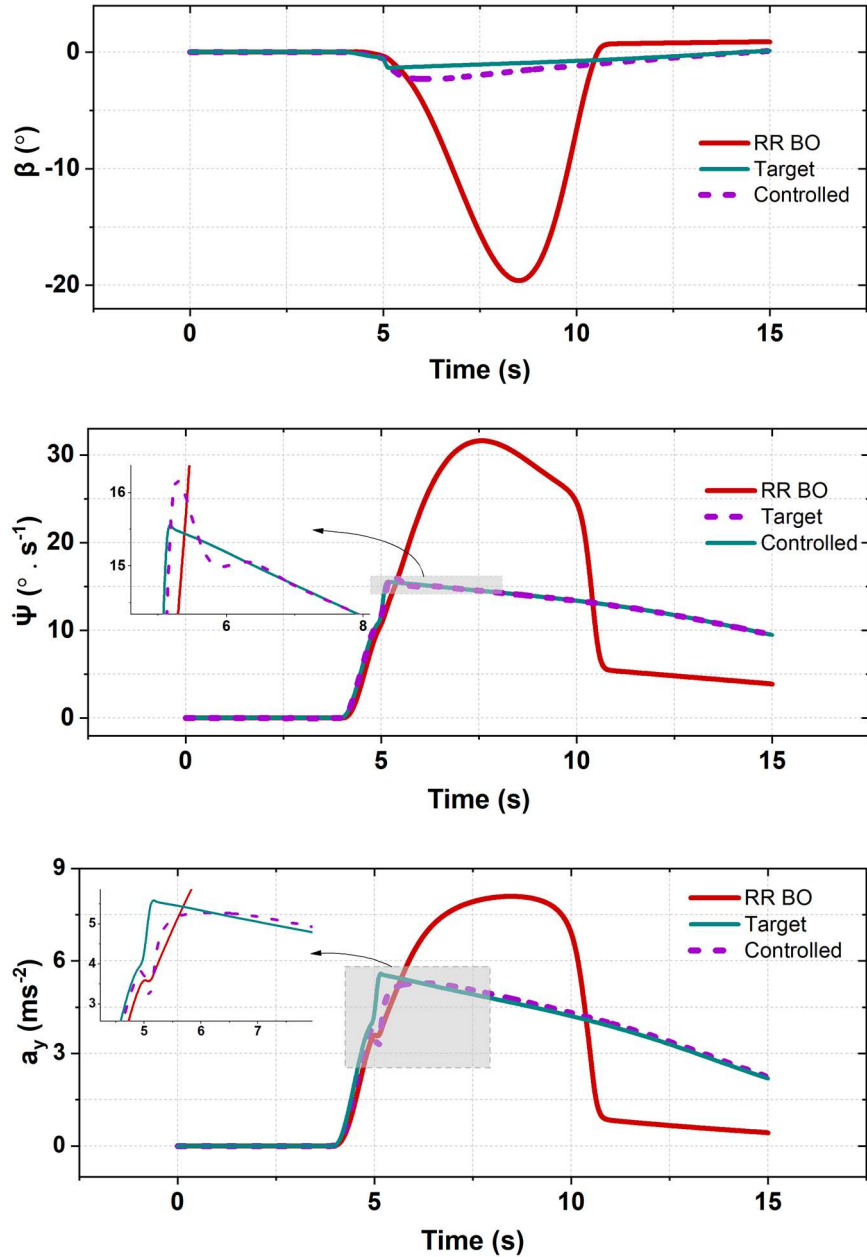 0
-10
-20
β (°)
RR BO
Target
Controlled
0
5
10
15
Time (s)
30
20
10
0
Ψ̇ (° . s⁻¹)
16
15
6
8
RR BO
Target
Controlled
0
5
10
15
Time (s)
9
6
3
0
a_y (ms⁻²)
5
4
3
5
6
7
RR BO
Target
Controlled
0
5
10
15
Time (s)